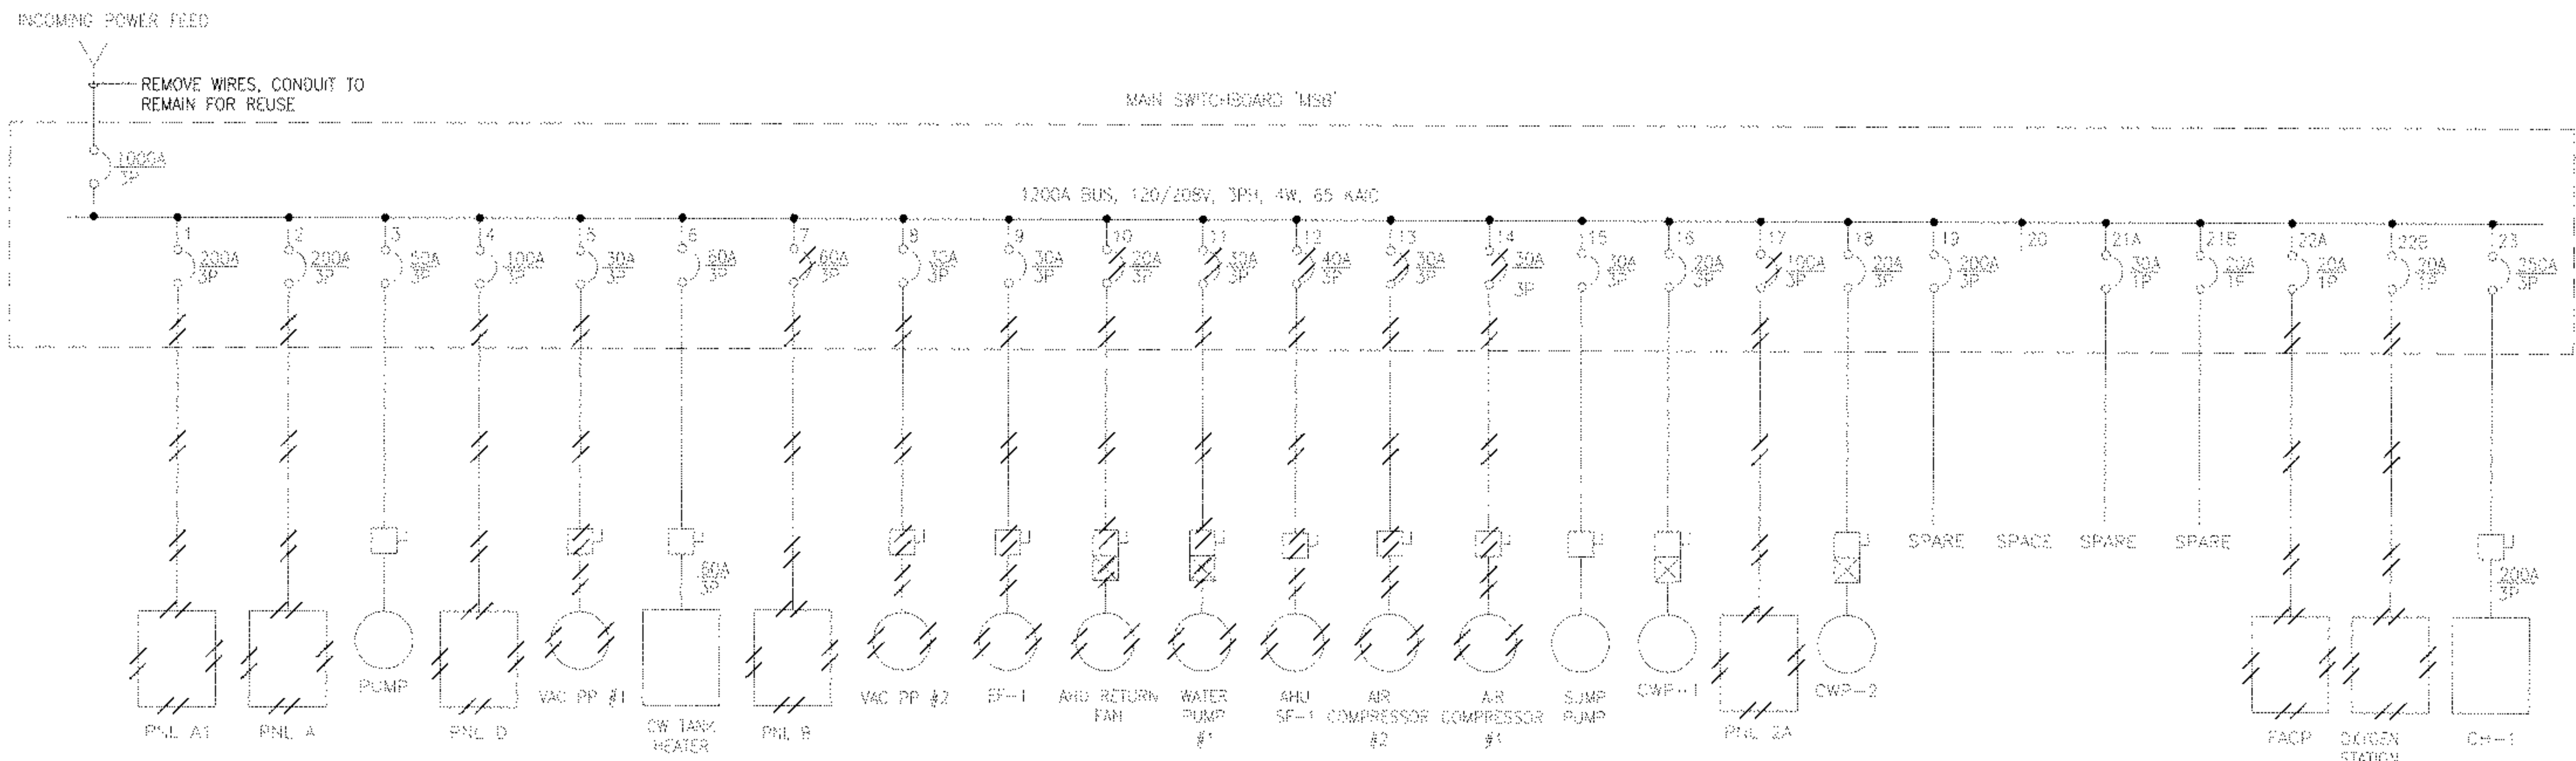 INCOMING POWER FEED
REMOVE WIRES, CONDUIT TO
REMAIN FOR REUSE
MAIN SWITCHBOARD 'MSB'
1000A
3P
1200A BUS, 120/208V, 3PH, 4W, 65 KAIC
1 2 3 4 5 6 7 8 9 10 11 12 13 14 15 16 17 18 19 20 21A 21B 22A 22B 23
200A 200A 50A 100A 30A 60A 60A 30A 20A 40A 30A 30A 20A 100A 20A 200A 30A 20A 20A 20A 250A
3P 3P 3P 3P 3P 3P 3P 3P 3P 3P 3P 3P 3P 3P 3P 3P 3P 3P 3P 1P 1P 1P 1P 3P
SPARE SPACE SPARE SPARE
60A
3P
200A
3P
PNL A1
PNL A
PUMP
PNL D
VAC PP #1
CW TANK
HEATER
PNL B
VAC PP #2
EF-1
AHU RETURN
FAN
WATER
PUMP
#1
AHU
SF-1
AIR
COMPRESSOR
#2
AIR
COMPRESSOR
#1
SUMP
PUMP
CWP-1
PNL 2A
CWP-2
FACP
OXYGEN
STATION
CH-1